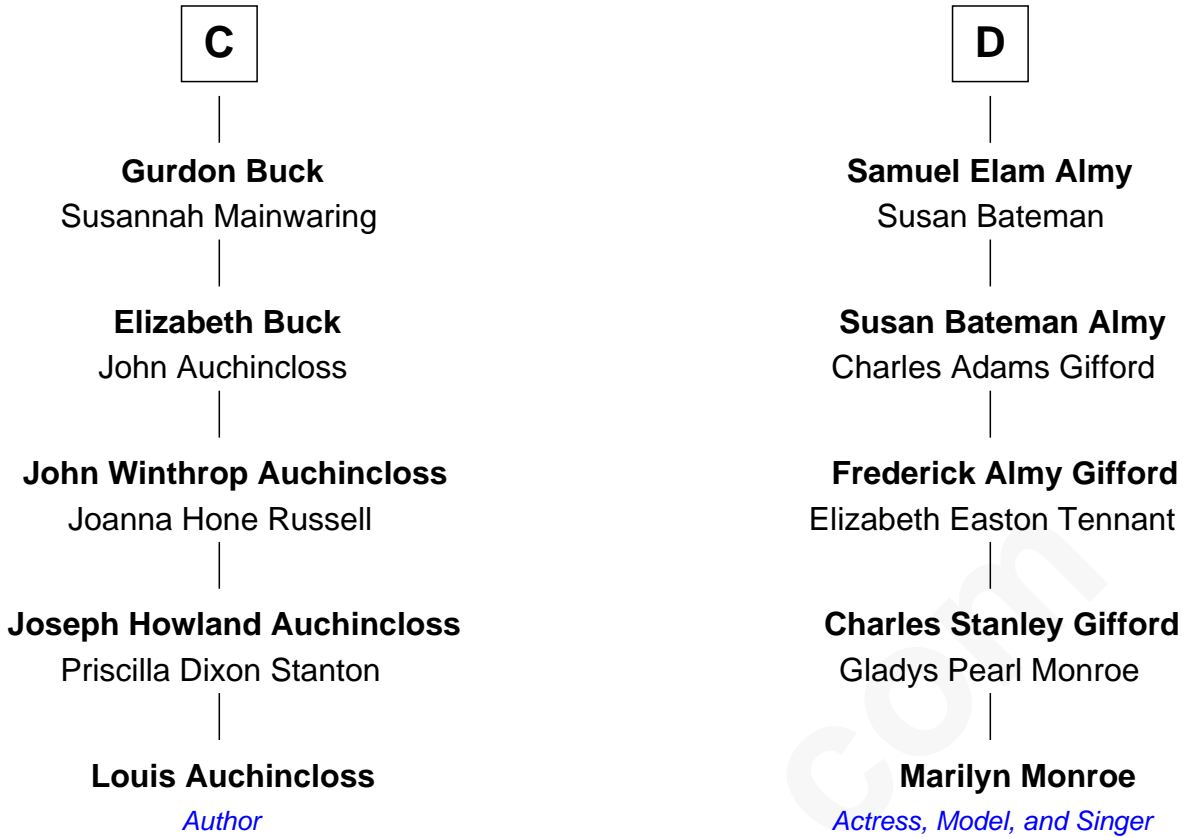 C
Gurdon Buck
Susannah Mainwaring
Elizabeth Buck
John Auchincloss
John Winthrop Auchincloss
Joanna Hone Russell
Joseph Howland Auchincloss
Priscilla Dixon Stanton
Louis Auchincloss
Author
D
Samuel Elam Almy
Susan Bateman
Susan Bateman Almy
Charles Adams Gifford
Frederick Almy Gifford
Elizabeth Easton Tennant
Charles Stanley Gifford
Gladys Pearl Monroe
Marilyn Monroe
Actress, Model, and Singer
com